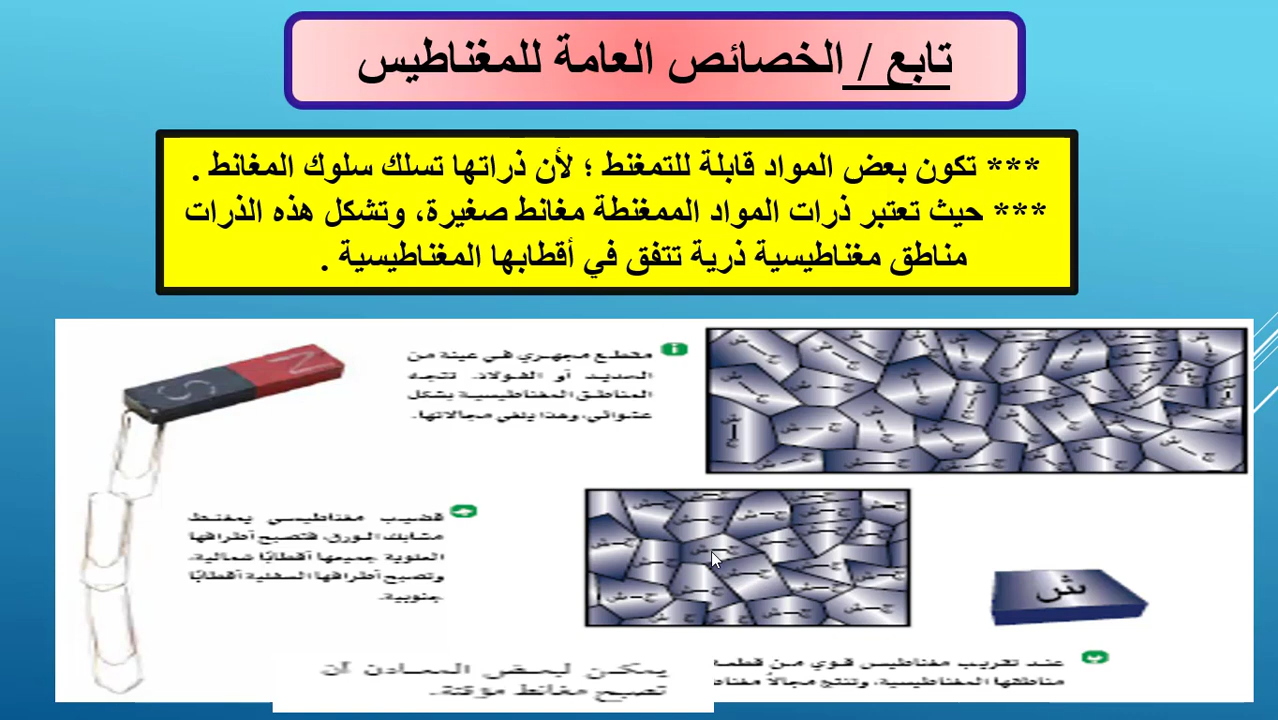 تابع / الخصائص العامة للمغناطيس
*** تكون بعض المواد قابلة للتمغنط ؛ لأن ذراتها تسلك سلوك المغانط .
*** حيث تعتبر ذرات المواد الممغنطة مغانط صغيرة، وتشكل هذه الذرات
مناطق مغناطيسية ذرية تتفق في أقطابها المغناطيسية .
مقطع مجهري في عينة من
الحديد أو الفولاذ. تتجه
المناطق المغناطيسية بشكل
عشوائي، وهذا يلغي مجالاتها.
N
S
قضيب مغناطيسي يمغنط
مشابك الورق، فتصبح أطرافها
العلوية جميعها أقطابًا شمالية،
وتصبح أطرافها السفلية أقطابًا
جنوبية.
ش
عند تقريب مغناطيس قوي من قطعة
مناطقها المغناطيسية، وتنتج مجالاً
يمكن لبعض المعادن أن
تصبح مغانط مؤقتة.